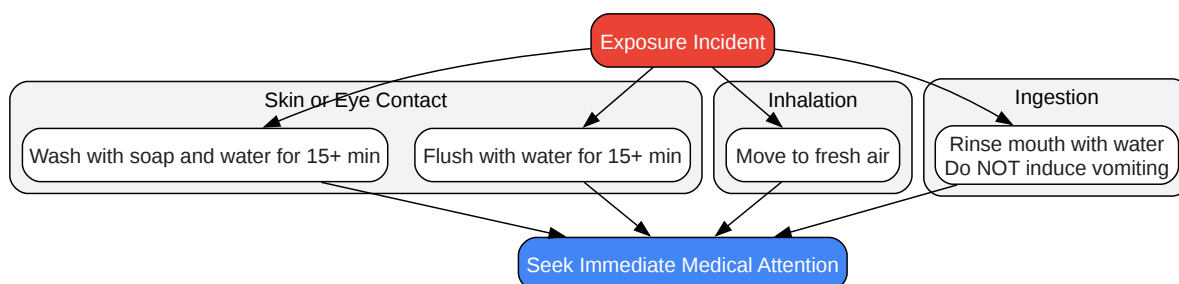 Exposure Incident
Skin or Eye Contact
Inhalation
Ingestion
Wash with soap and water for 15+ min
Flush with water for 15+ min
Move to fresh air
Rinse mouth with water
Do NOT induce vomiting
Seek Immediate Medical Attention